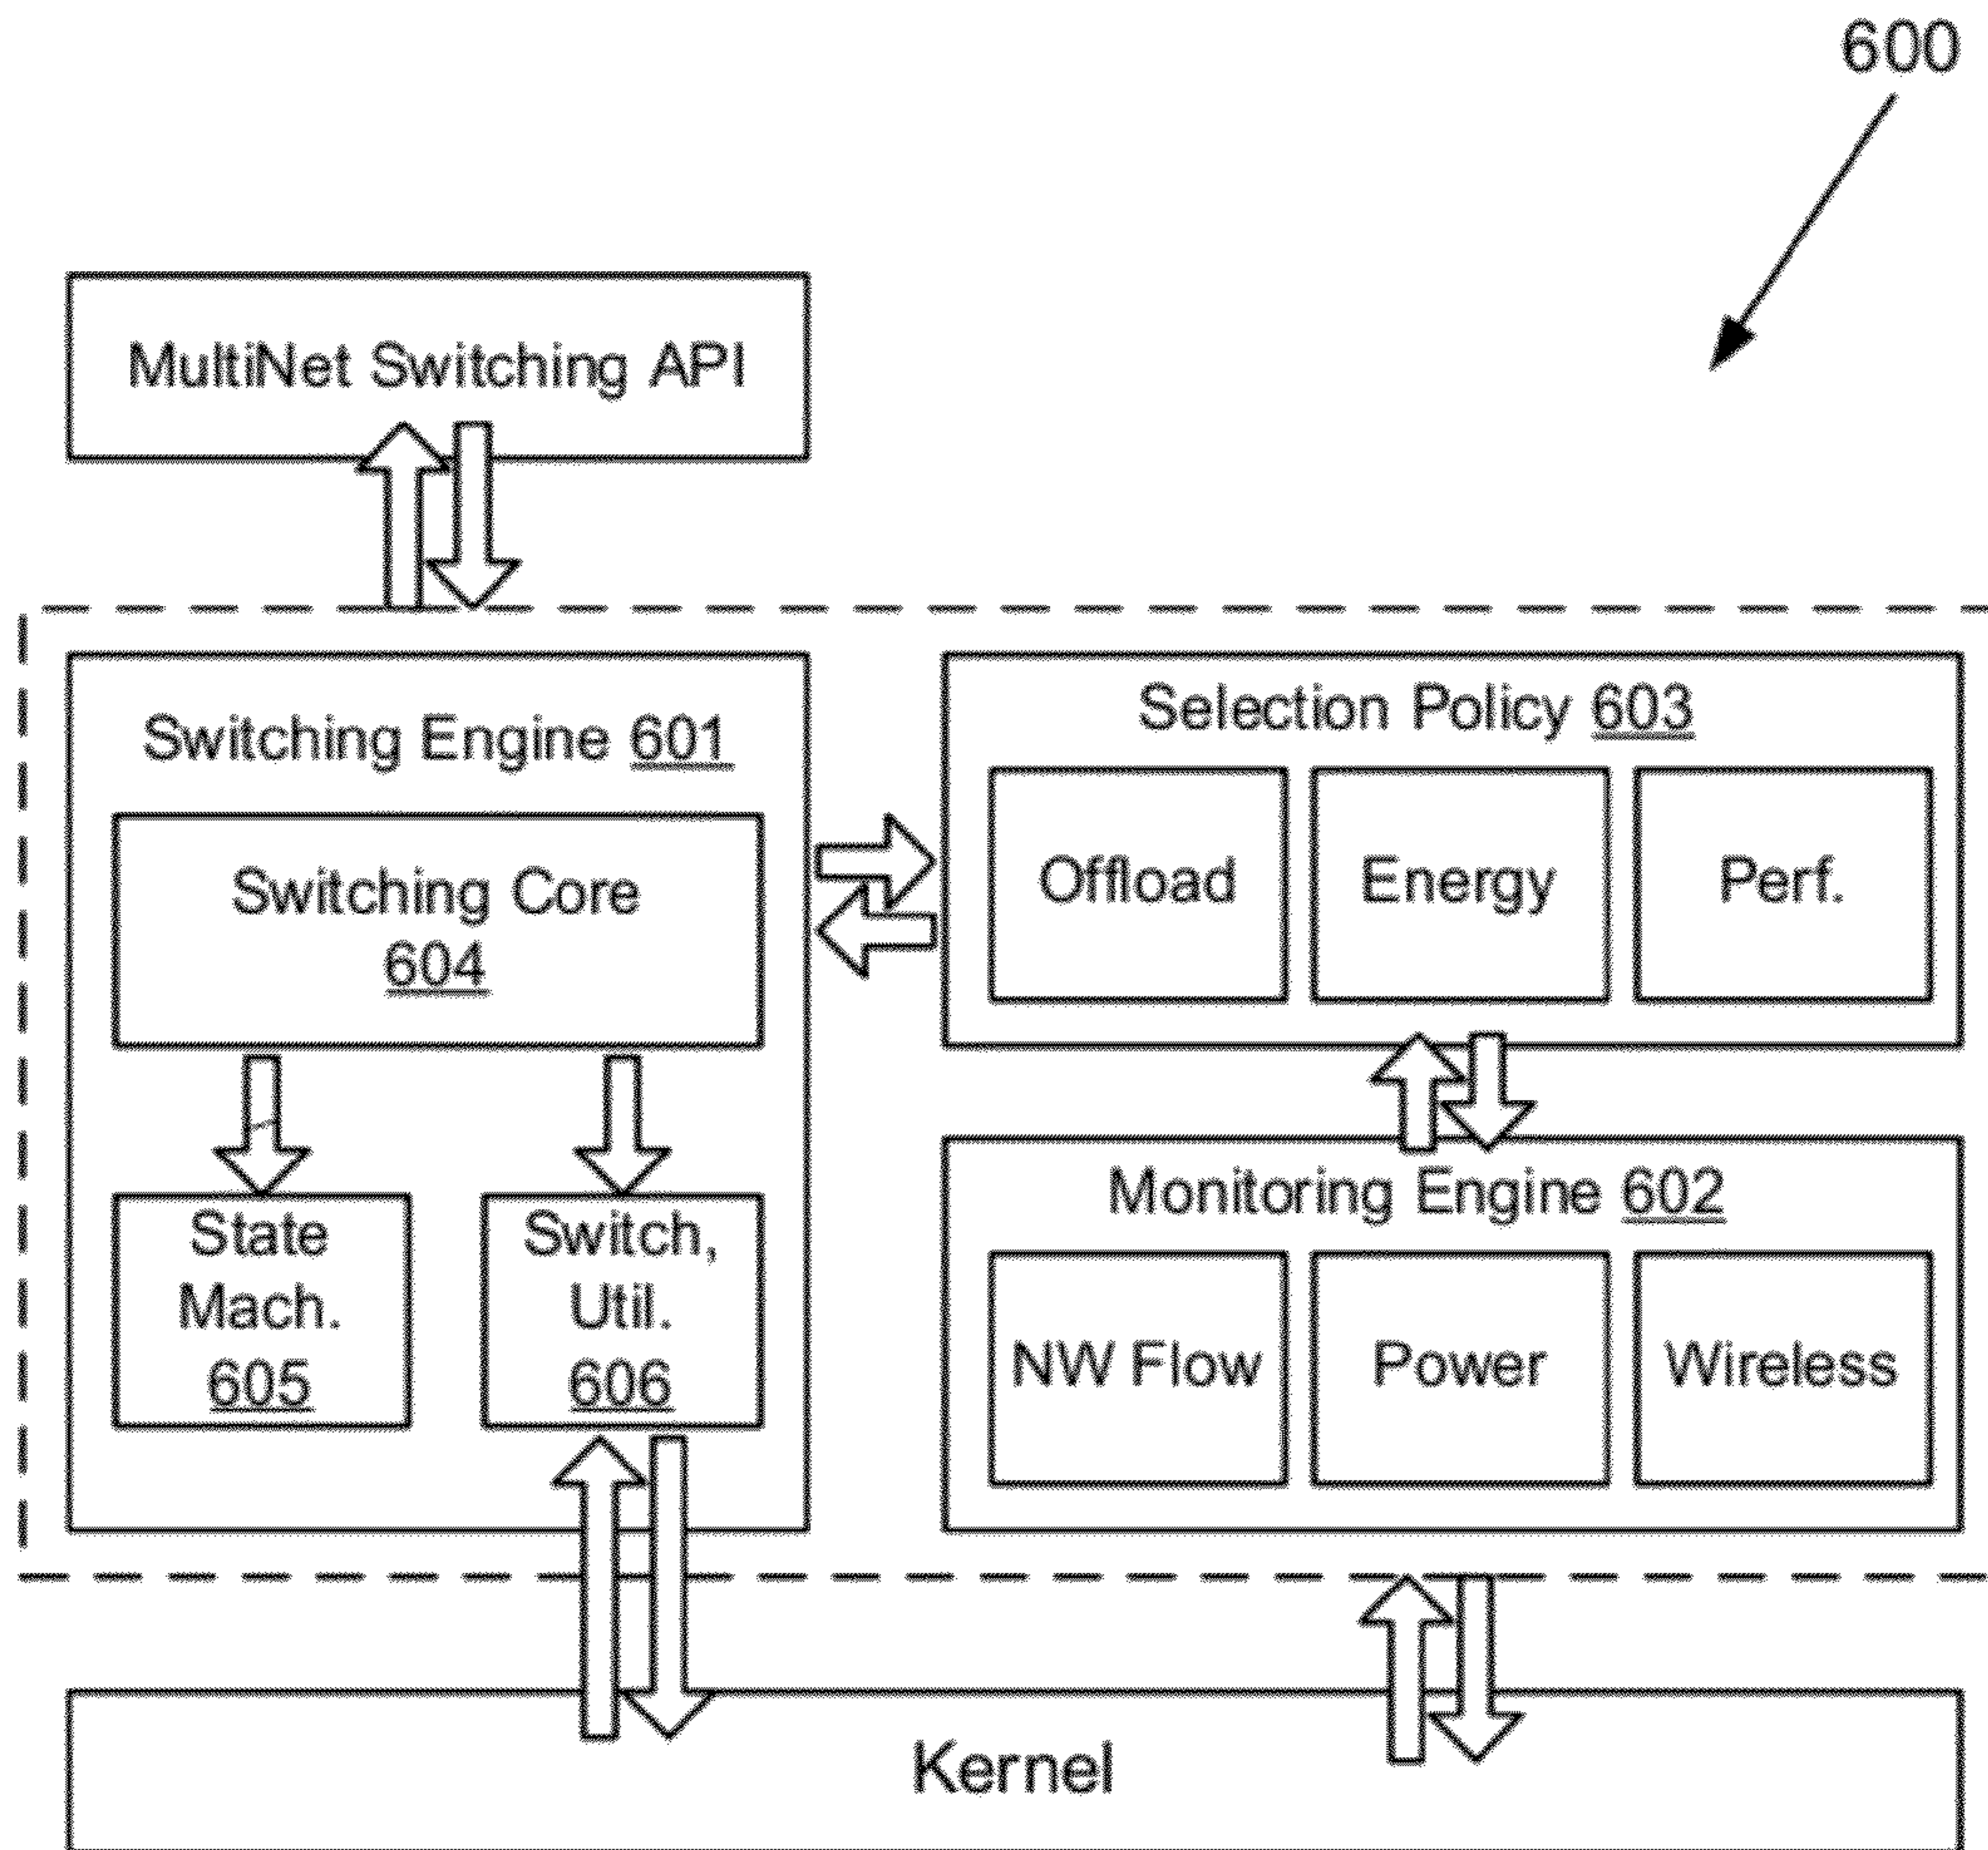 600
MultiNet Switching API
Switching Engine 601
Switching Core
604
State
Mach.
605
Switch,
Util.
606
Selection Policy 603
Offload
Energy
Perf.
Monitoring Engine 602
NW Flow
Power
Wireless
Kernel